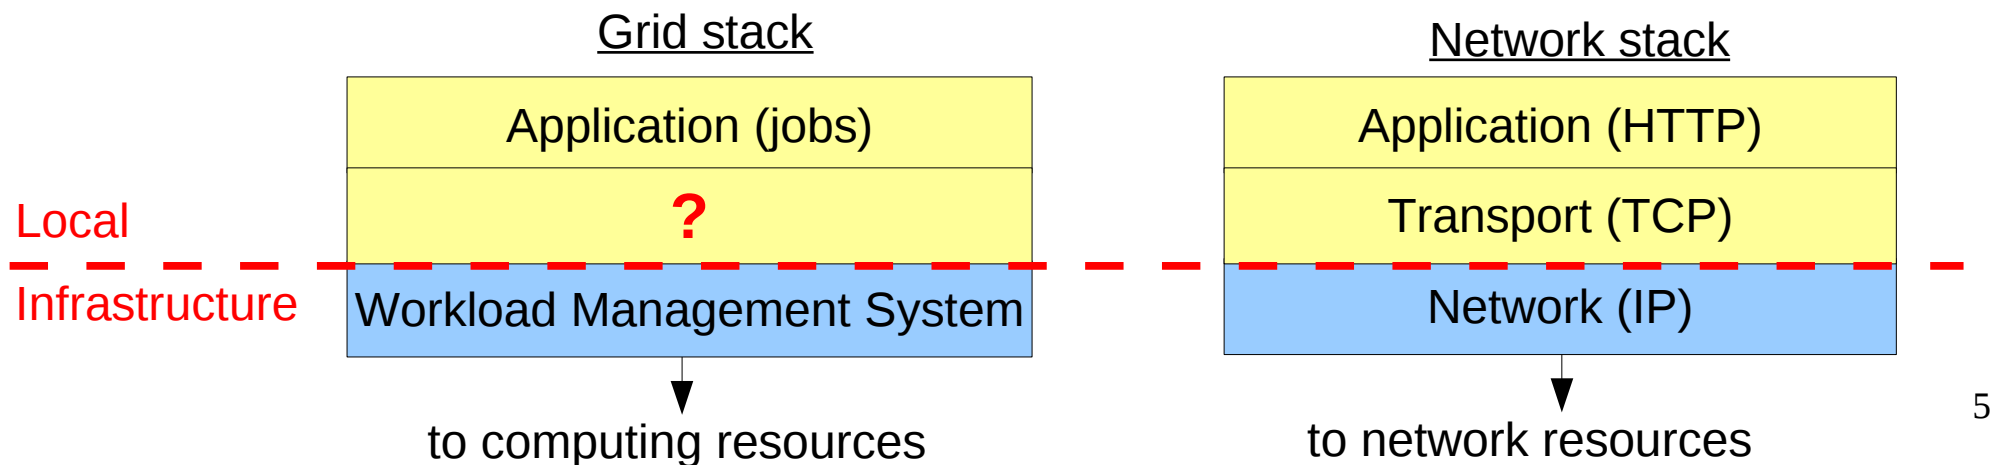 Grid stack
Application (jobs)
?
Workload Management System
to computing resources
Network stack
Application (HTTP)
Transport (TCP)
Network (IP)
to network resources
Local
Infrastructure
5